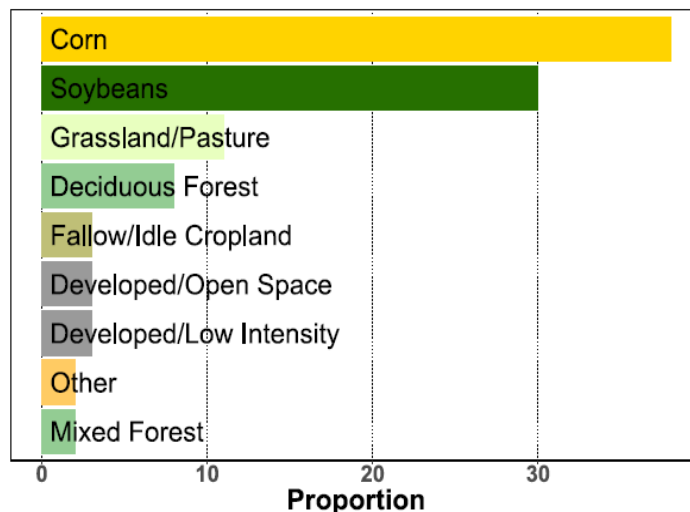 Corn
Soybeans
Grassland/Pasture
Deciduous Forest
Fallow/Idle Cropland
Developed/Open Space
Developed/Low Intensity
Other
Mixed Forest
0 10 20 30
Proportion